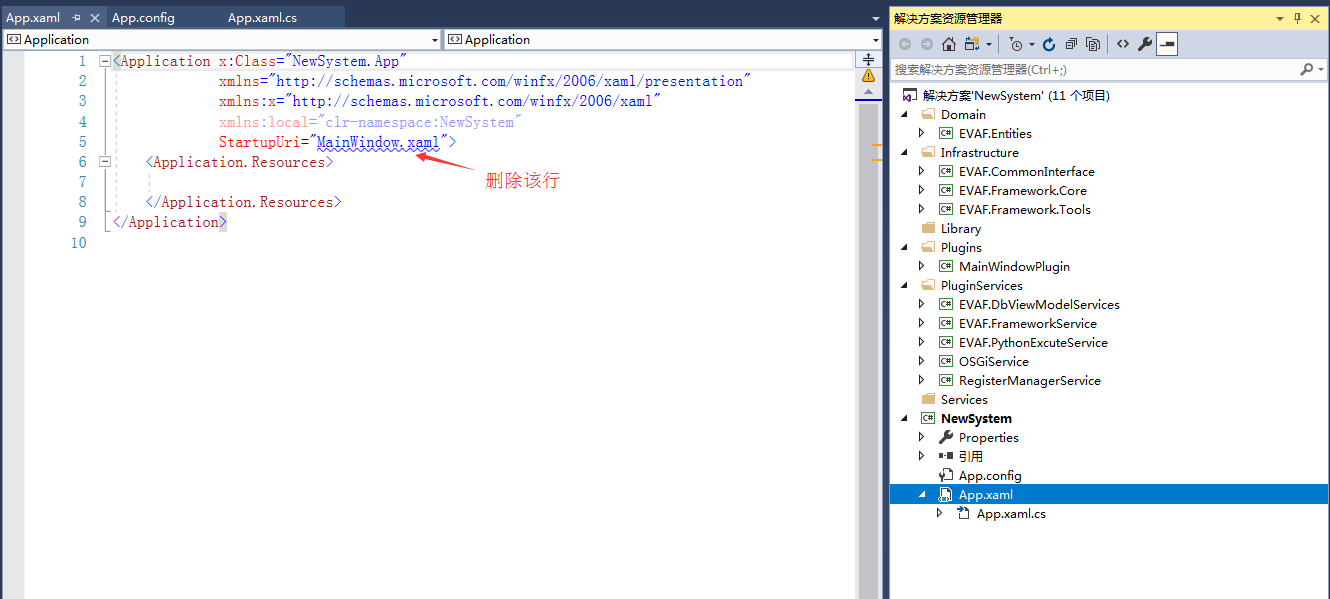 App.xaml
App.config
App.xaml.cs
Application
Application
1 <Application x:Class="NewSystem.App"
2 xmlns="http://schemas.microsoft.com/winfx/2006/xaml/presentation"
3 xmlns:x="http://schemas.microsoft.com/winfx/2006/xaml"
4 xmlns:local="clr-namespace:NewSystem"
5 StartupUri="MainWindow.xaml">
6 <Application.Resources>
7
8 </Application.Resources>
9 </Application>
10
删除该行
解决方案资源管理器
搜索解决方案资源管理器(Ctrl+;)
解决方案'NewSystem' (11 个项目)
Domain
C# EVAF.Entities
Infrastructure
C# EVAF.CommonInterface
C# EVAF.Framework.Core
C# EVAF.Framework.Tools
Library
Plugins
C# MainWindowPlugin
PluginServices
C# EVAF.DbViewModelServices
C# EVAF.FrameworkService
C# EVAF.PythonExcuteService
C# OSGiService
C# RegisterManagerService
Services
C# NewSystem
Properties
引用
App.config
App.xaml
App.xaml.cs